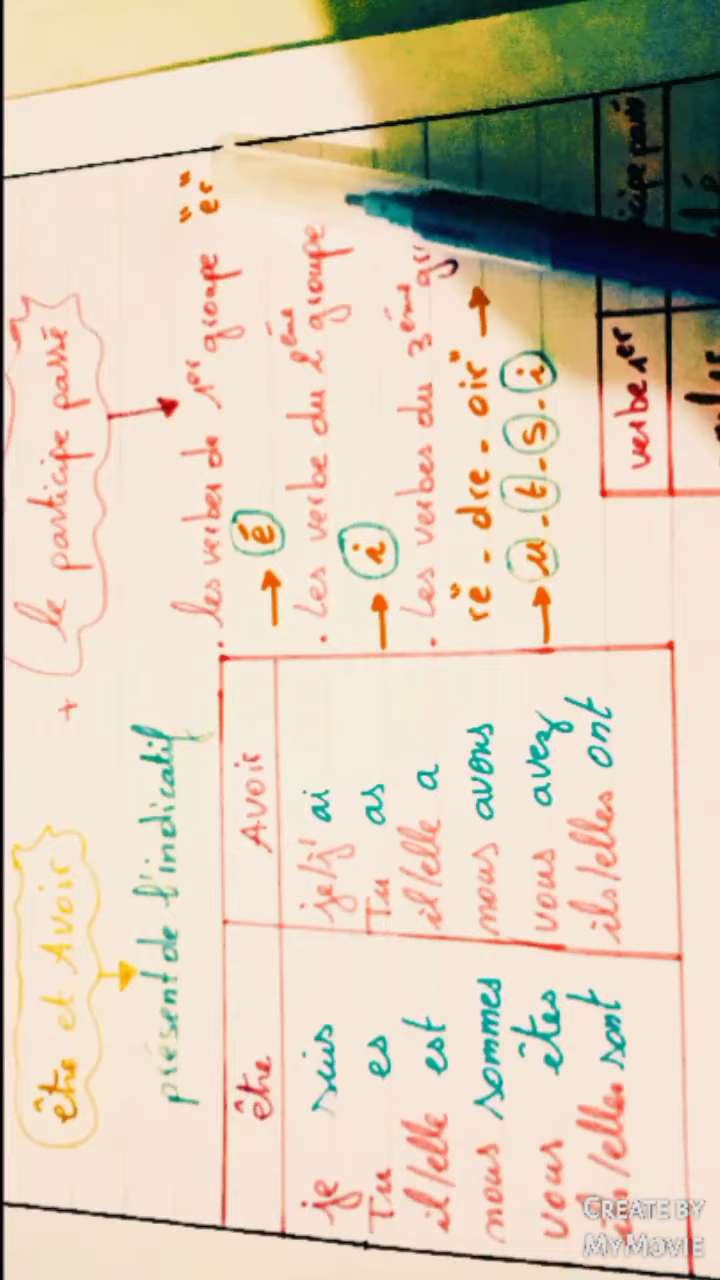 être et Avoir + le participe passé
présent de l'indicatif
être Avoir
je suis je/j' ai
Tu es Tu as
il/elle est il/elle a
nous sommes nous avons
vous êtes vous avez
ils/elles sont ils/elles ont
. les verbes de 1er groupe "er"
→ é
. Les verbe du 2ème groupe
→ i
. Les verbes du 3ème
"re - dre - oir" →
→ u - t - s - i
verbe 1er
CREATE BY
MYMOVIE